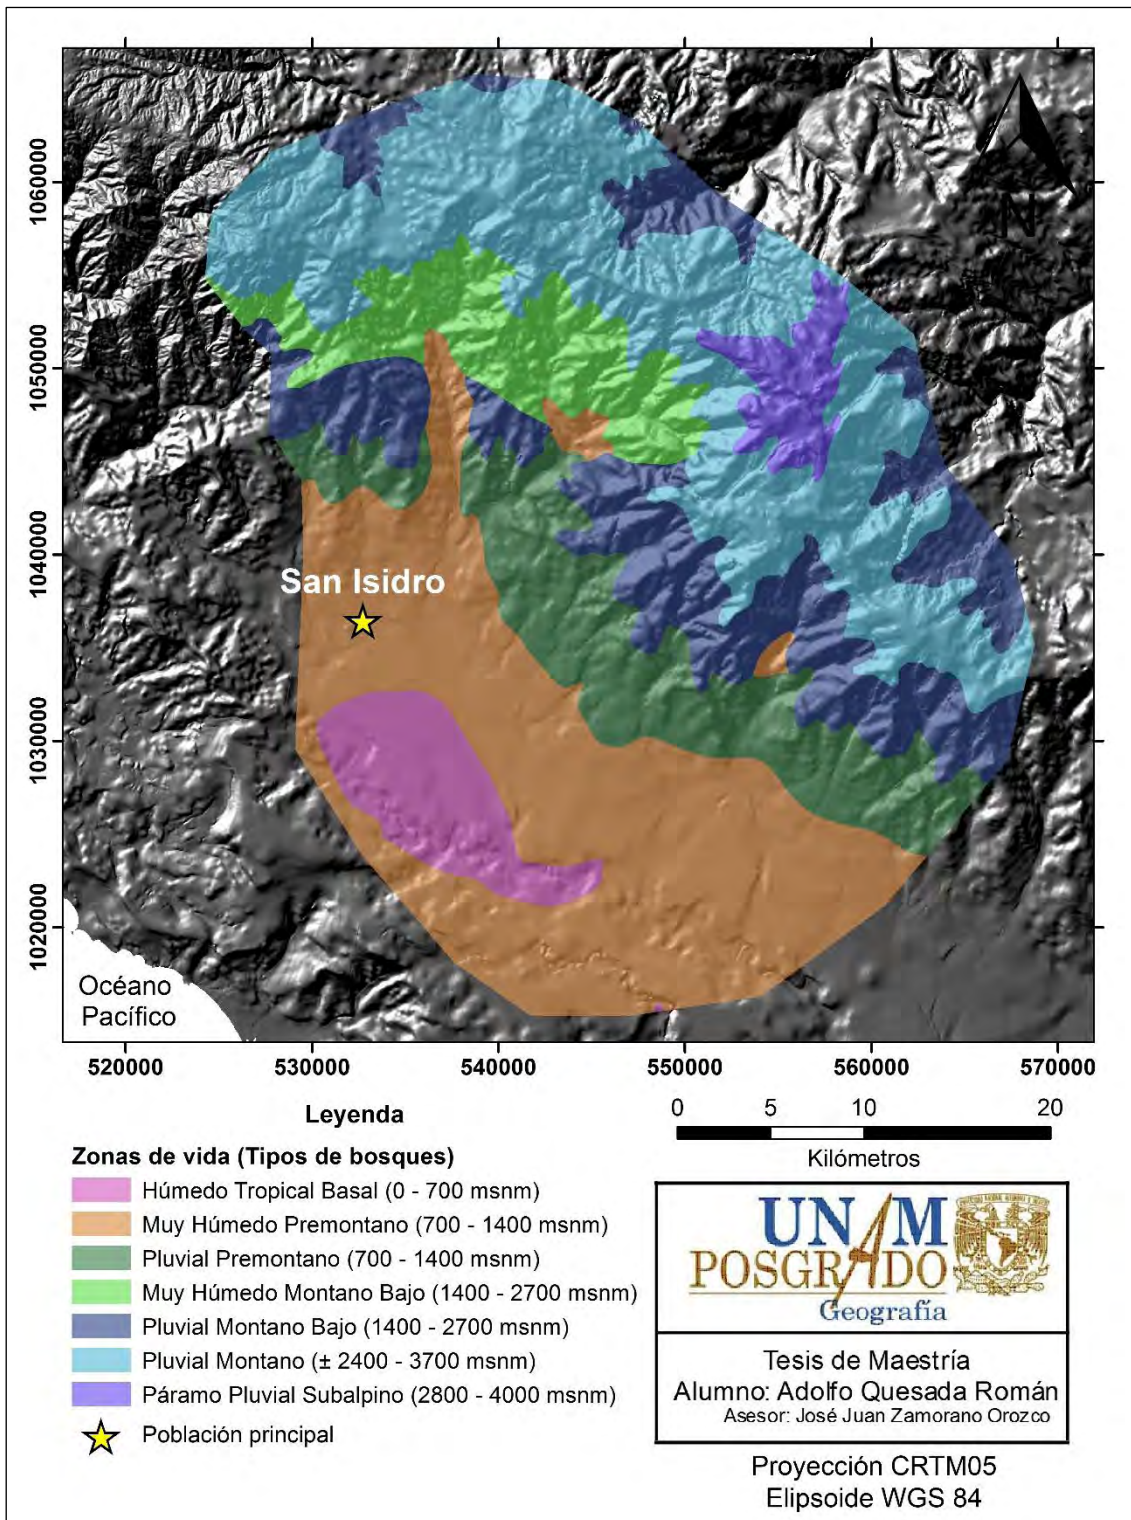 1060000
1050000
1040000
1030000
1020000
N
San Isidro
Océano
Pacífico
520000
530000
540000
550000
560000
570000
Leyenda
Zonas de vida (Tipos de bosques)
Húmedo Tropical Basal (0 - 700 msnm)
Muy Húmedo Premontano (700 - 1400 msnm)
Pluvial Premontano (700 - 1400 msnm)
Muy Húmedo Montano Bajo (1400 - 2700 msnm)
Pluvial Montano Bajo (1400 - 2700 msnm)
Pluvial Montano (± 2400 - 3700 msnm)
Páramo Pluvial Subalpino (2800 - 4000 msnm)
Población principal
0 5 10 20
Kilómetros
UNAM
POSGRADO
Geografía
Tesis de Maestría
Alumno: Adolfo Quesada Román
Asesor: José Juan Zamorano Orozco
Proyección CRTM05
Elipsoide WGS 84